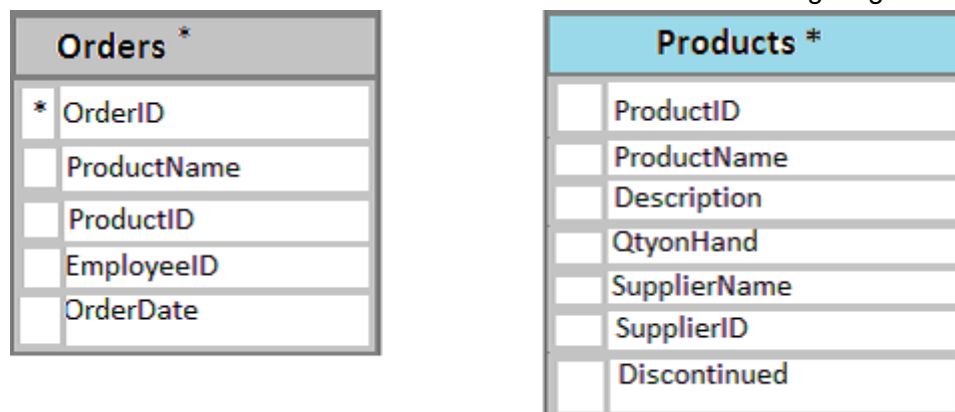 Orders *
* OrderID
ProductName
ProductID
EmployeeID
OrderDate
Products *
ProductID
ProductName
Description
QtyonHand
SupplierName
SupplierID
Discontinued